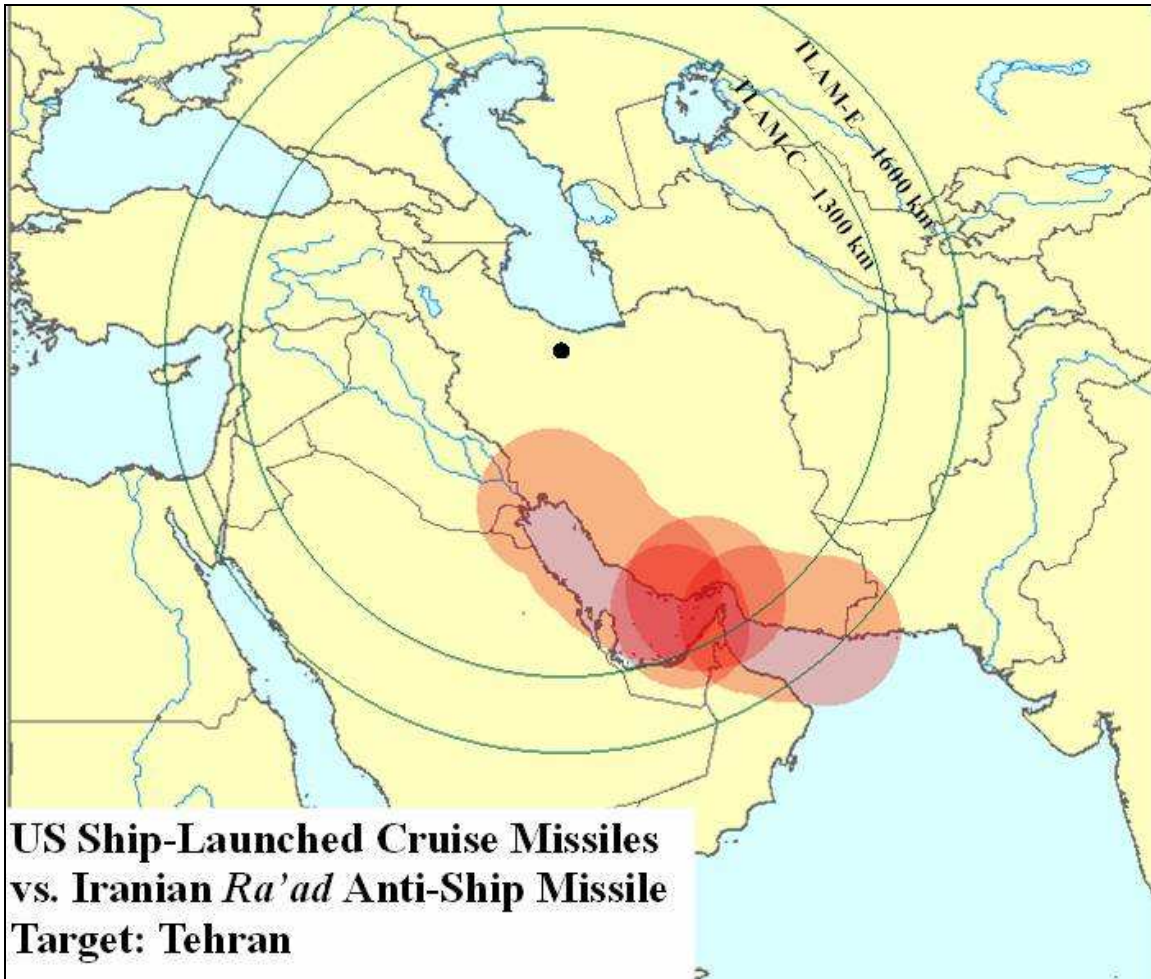 TLAM-E—1600 km
TLAM-C—1300 km
US Ship-Launched Cruise Missiles
vs. Iranian Ra'ad Anti-Ship Missile
Target: Tehran